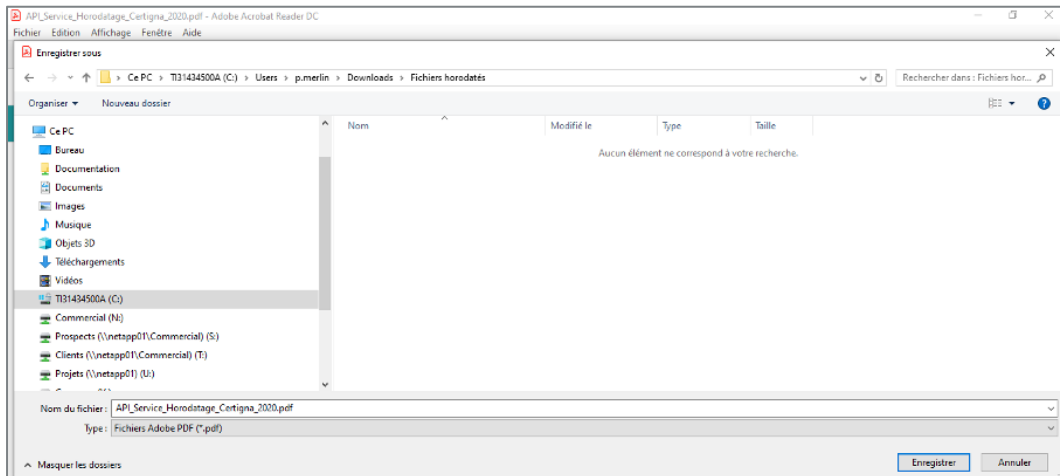 API_Service_Horodatage_Certigna_2020.pdf - Adobe Acrobat Reader DC
Fichier Edition Affichage Fenêtre Aide
Enregistrer sous
Ce PC > TI31434500A (C:) > Users > p.merlin > Downloads > Fichiers horodatés
Rechercher dans : Fichiers hor...
Organiser
Nouveau dossier
Nom
Modifié le
Type
Taille
Aucun élément ne correspond à votre recherche.
Ce PC
Bureau
Documentation
Documents
Images
Musique
Objets 3D
Téléchargements
Vidéos
TI31434500A (C:)
Commercial (N:)
Prospects (\\netapp01\Commercial) (S:)
Clients (\\netapp01\Commercial) (T:)
Projets (\\netapp01) (U:)
Nom du fichier : API_Service_Horodatage_Certigna_2020.pdf
Type : Fichiers Adobe PDF (*.pdf)
Masquer les dossiers
Enregistrer
Annuler